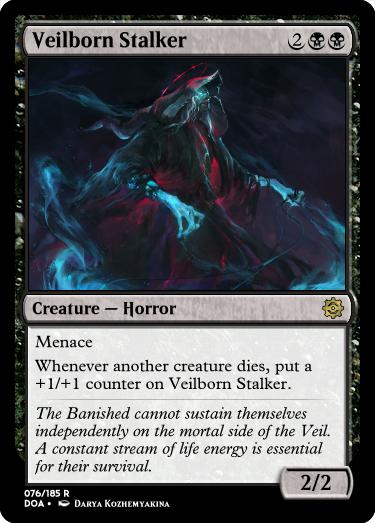 Veilborn Stalker 2
Creature — Horror
Menace
Whenever another creature dies, put a
+1/+1 counter on Veilborn Stalker.
The Banished cannot sustain themselves
independently on the mortal side of the Veil.
A constant stream of life energy is essential
for their survival.
2/2
076/185 R
DOA • Darya Kozhemyakina